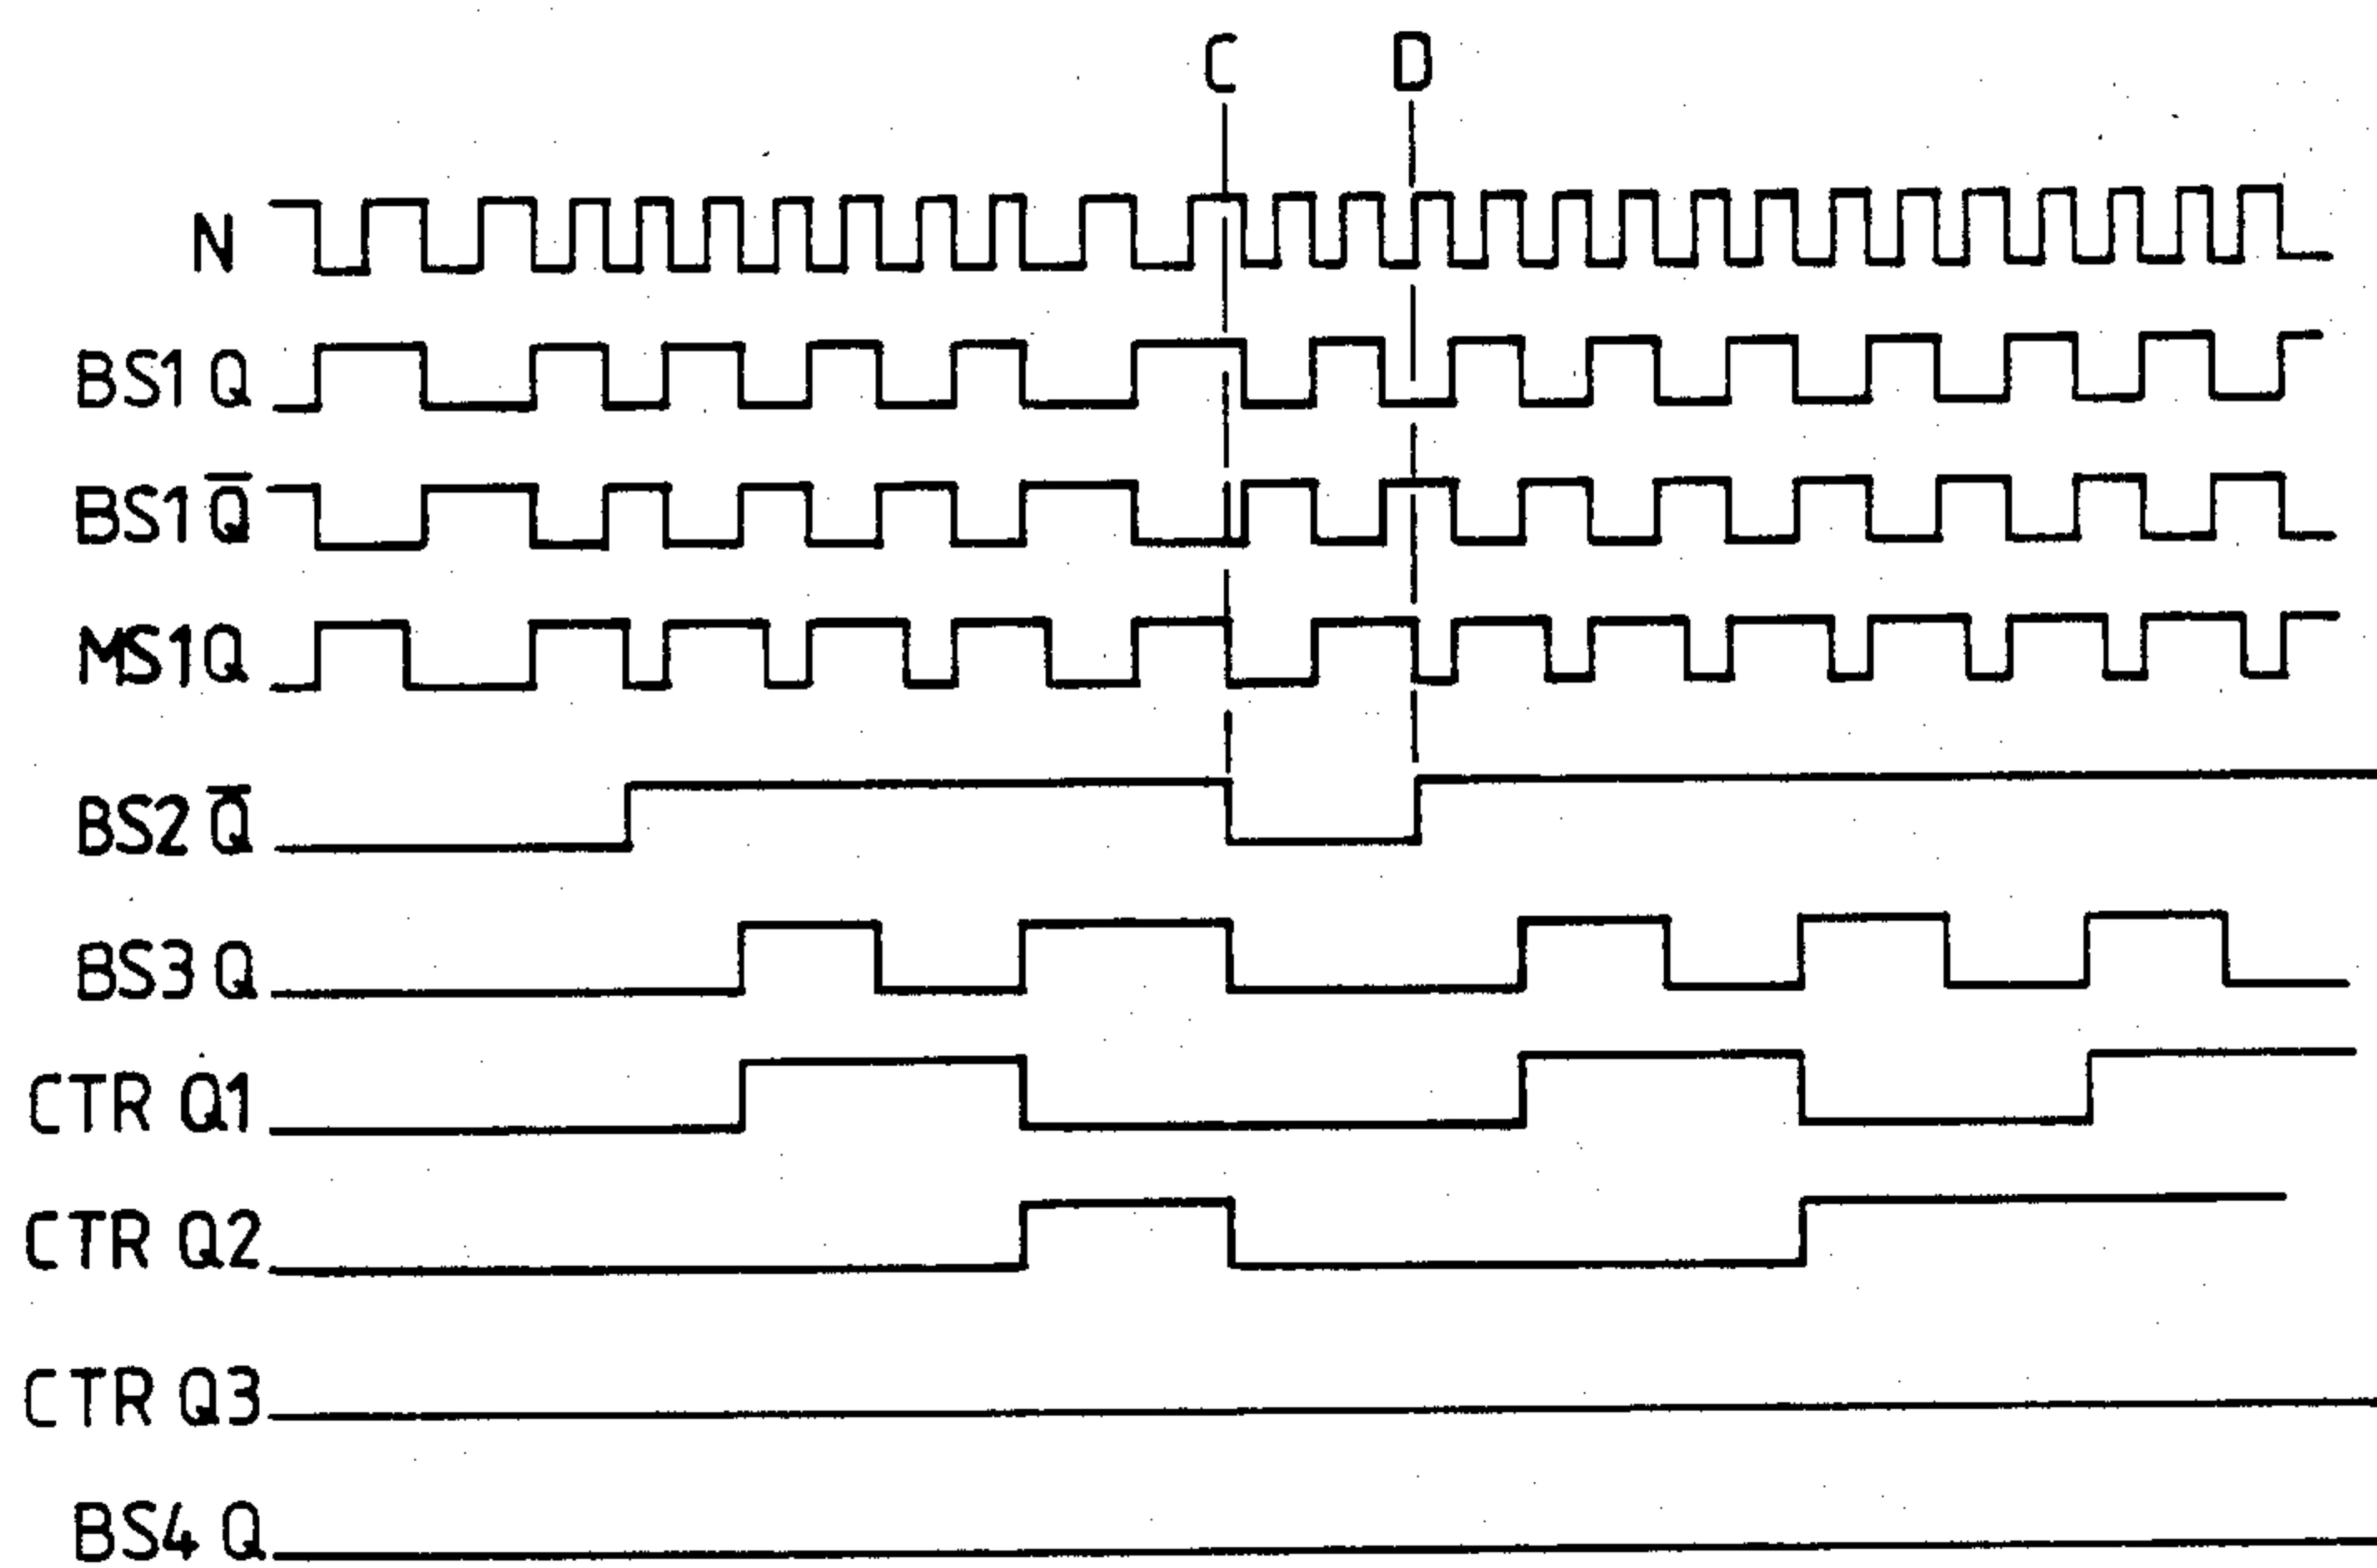 C D
N
BS1 Q
BS1 Q̅
MS1Q
BS2 Q̅
BS3 Q
CTR Q1
CTR Q2
CTR Q3
BS4 Q